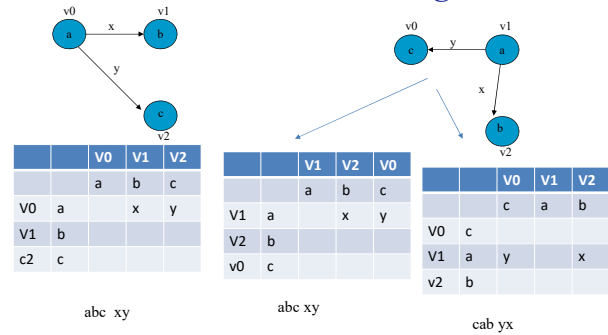 v0 v1
a x b
y
c
v2
v0 v1
c y a
x
b
v2
V0 V1 V2
a b c
V0 a x y
V1 b
c2 c
abc xy
V1 V2 V0
a b c
V1 a x y
V2 b
v0 c
abc xy
V0 V1 V2
c a b
V0 c
V1 a y x
v2 b
cab yx